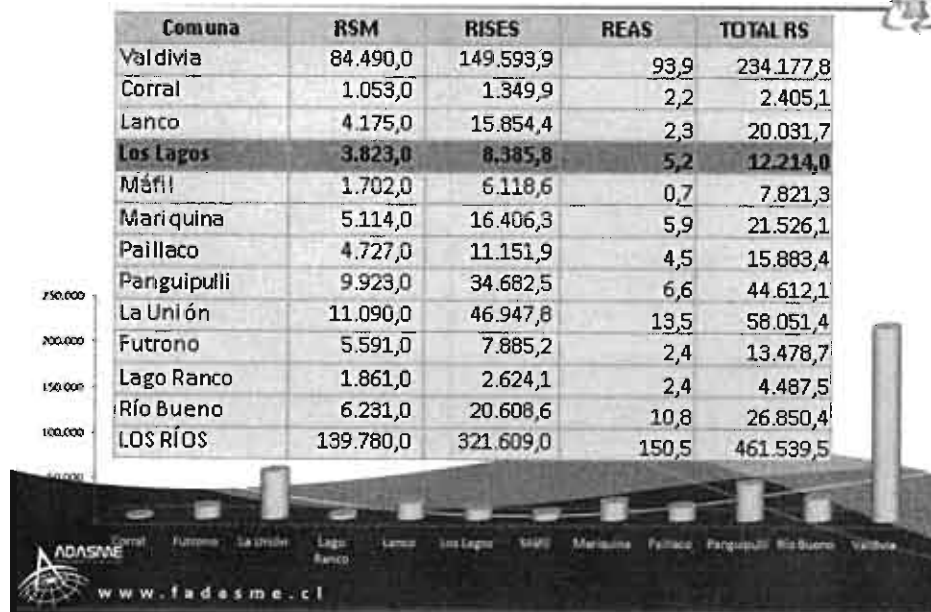 Comuna RSM RISES REAS TOTAL RS
Valdivia 84.490,0 149.593,9 93,9 234.177,8
Corral 1.053,0 1.349,9 2,2 2.405,1
Lanco 4.175,0 15.854,4 2,3 20.031,7
Los Lagos 3.823,0 8.385,8 5,2 12.214,0
Máfil 1.702,0 6.118,6 0,7 7.821,3
Mariquina 5.114,0 16.406,3 5,9 21.526,1
Paillaco 4.727,0 11.151,9 4,5 15.883,4
Panguipulli 9.923,0 34.682,5 6,6 44.612,1
La Unión 11.090,0 46.947,8 13,5 58.051,4
Futrono 5.591,0 7.885,2 2,4 13.478,7
Lago Ranco 1.861,0 2.624,1 2,4 4.487,5
Río Bueno 6.231,0 20.608,6 10,8 26.850,4
LOS RÍOS 139.780,0 321.609,0 150,5 461.539,5
250.000
200.000
150.000
100.000
50.000
Corral Futrono La Unión Lago Ranco Lanco Los Lagos Máfil Mariquina Paillaco Panguipulli Río Bueno Valdivia
ADASME
www.fadasme.cl